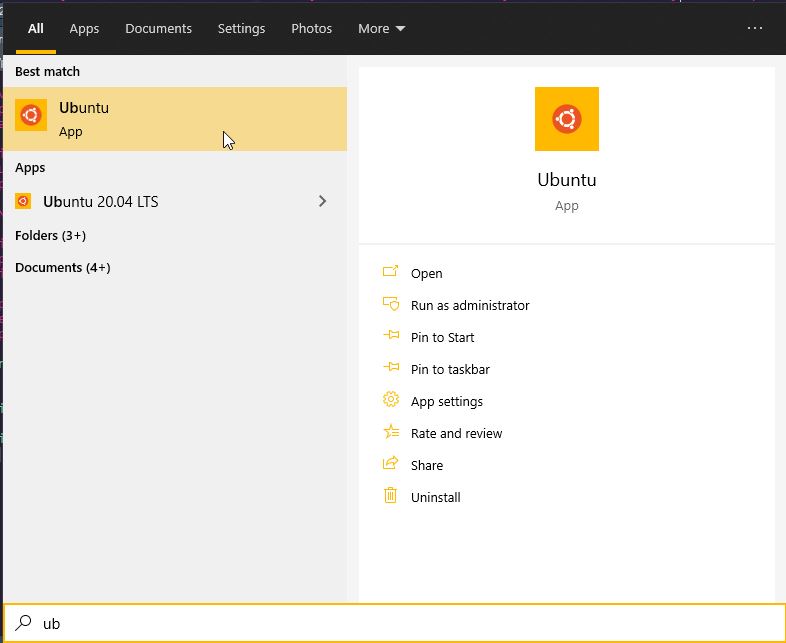 All Apps Documents Settings Photos More
Best match
Ubuntu
App
Apps
Ubuntu 20.04 LTS
Folders (3+)
Documents (4+)
Ubuntu
App
Open
Run as administrator
Pin to Start
Pin to taskbar
App settings
Rate and review
Share
Uninstall
ub